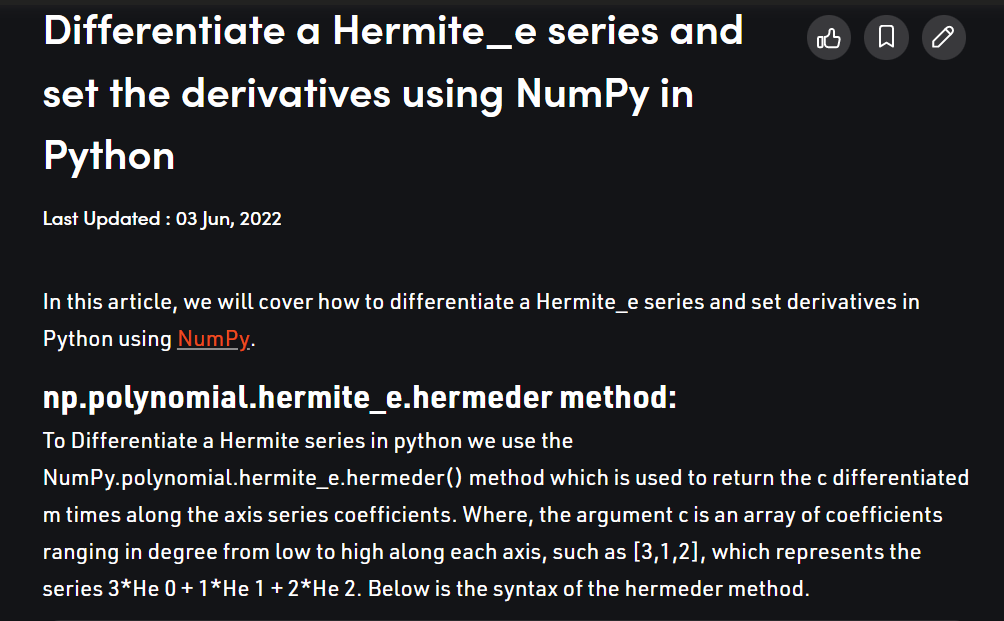 Differentiate a Hermite_e series and
set the derivatives using NumPy in
Python
Last Updated : 03 Jun, 2022
In this article, we will cover how to differentiate a Hermite_e series and set derivatives in
Python using NumPy.
np.polynomial.hermite_e.hermeder method:
To Differentiate a Hermite series in python we use the
NumPy.polynomial.hermite_e.hermeder() method which is used to return the c differentiated
m times along the axis series coefficients. Where, the argument c is an array of coefficients
ranging in degree from low to high along each axis, such as [3,1,2], which represents the
series 3*He 0 + 1*He 1 + 2*He 2. Below is the syntax of the hermeder method.